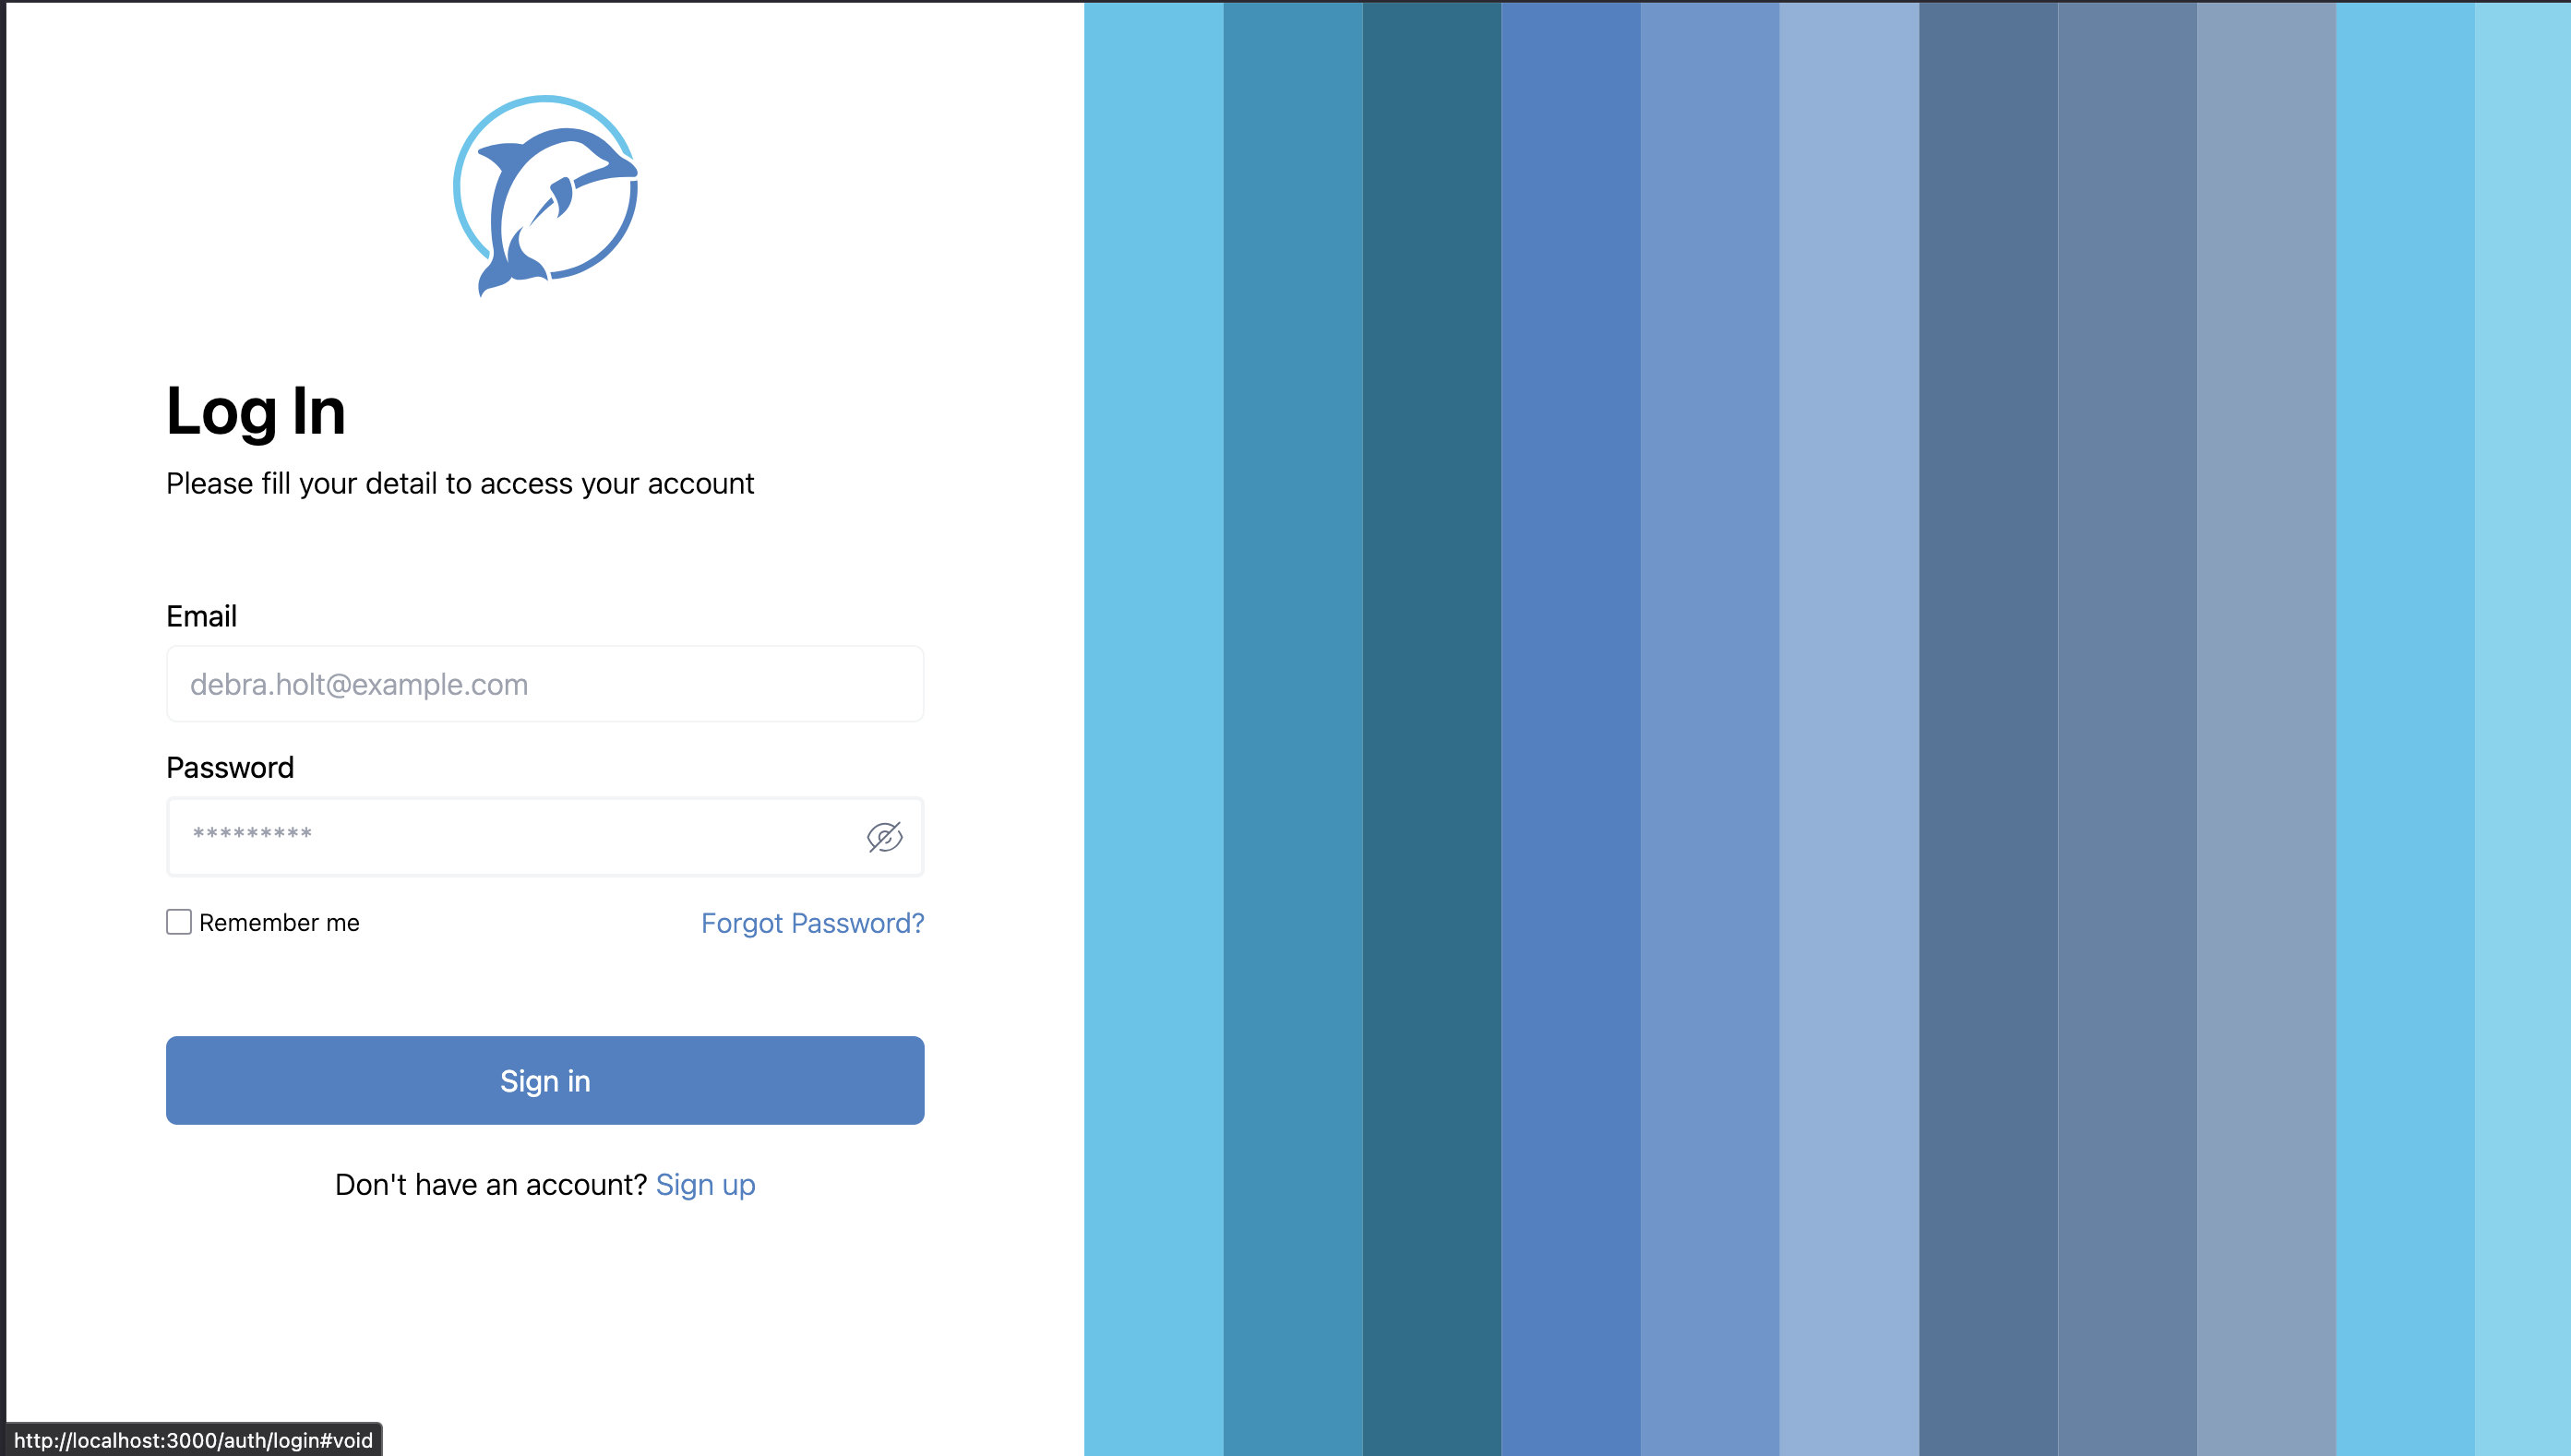 Log In
Please fill your detail to access your account
Email
debra.holt@example.com
Password
*********
Remember me
Forgot Password?
Sign in
Don't have an account? Sign up
http://localhost:3000/auth/login#void